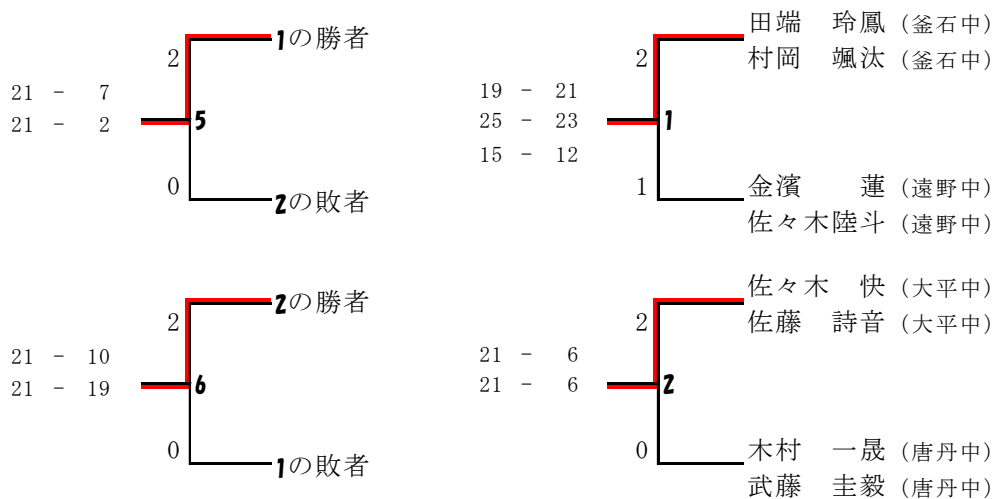 1の勝者
2
21 － 7
21 － 2
5
0
2の敗者
田端　玲鳳（釜石中）
2
村岡　颯汰（釜石中）
19 － 21
25 － 23
1
15 － 12
1
金濱　　蓮（遠野中）
佐々木陸斗（遠野中）
2の勝者
2
21 － 10
21 － 19
6
0
1の敗者
佐々木　快（大平中）
2
佐藤　詩音（大平中）
21 － 6
21 － 6
2
0
木村　一晟（唐丹中）
武藤　圭毅（唐丹中）